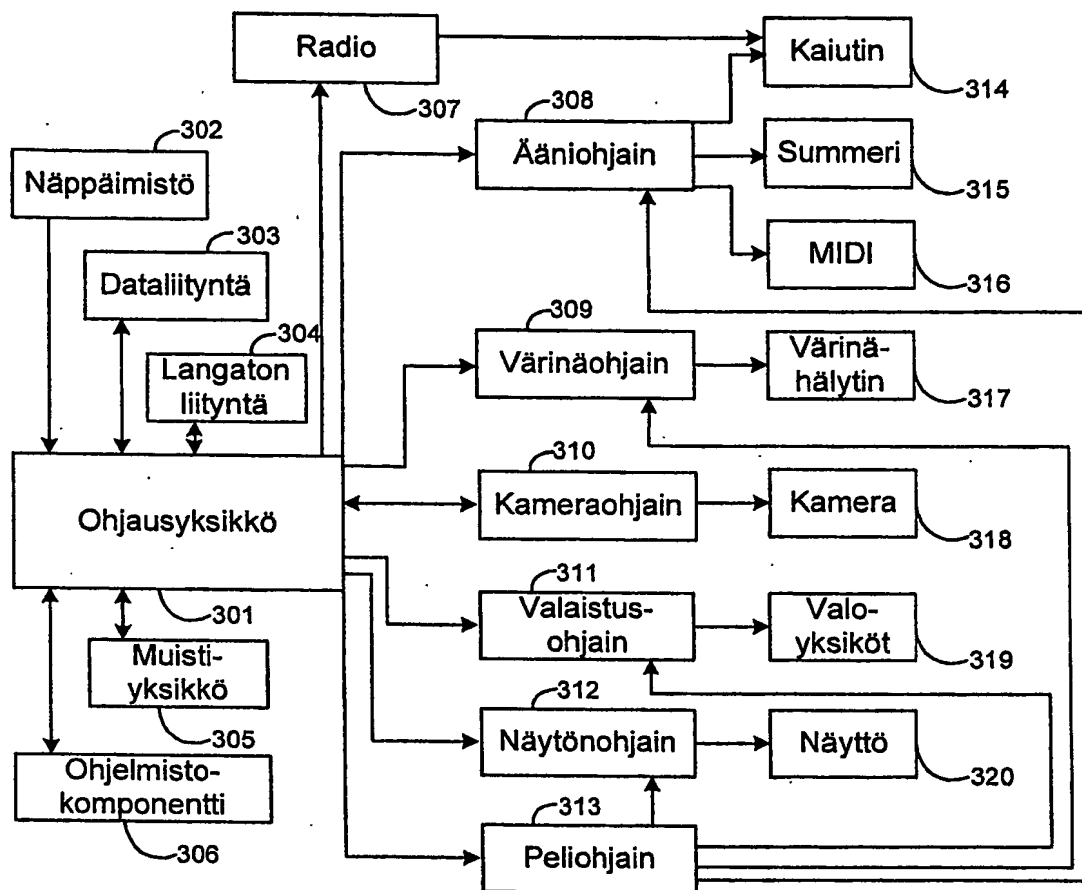 Radio
307
Kaiutin
314
308
Ääniohjain
Summeri
315
MIDI
316
302
Näppäimistö
303
Dataliityntä
304
Langaton
liityntä
309
Värinäohjain
Värinä-
hälytin
317
Ohjausyksikkö
301
310
Kameraohjain
Kamera
318
311
Valaistus-
ohjain
Valo-
yksiköt
319
Muisti-
yksikkö
305
312
Näytönohjain
Näyttö
320
Ohjelmisto-
komponentti
306
313
Peliohjain